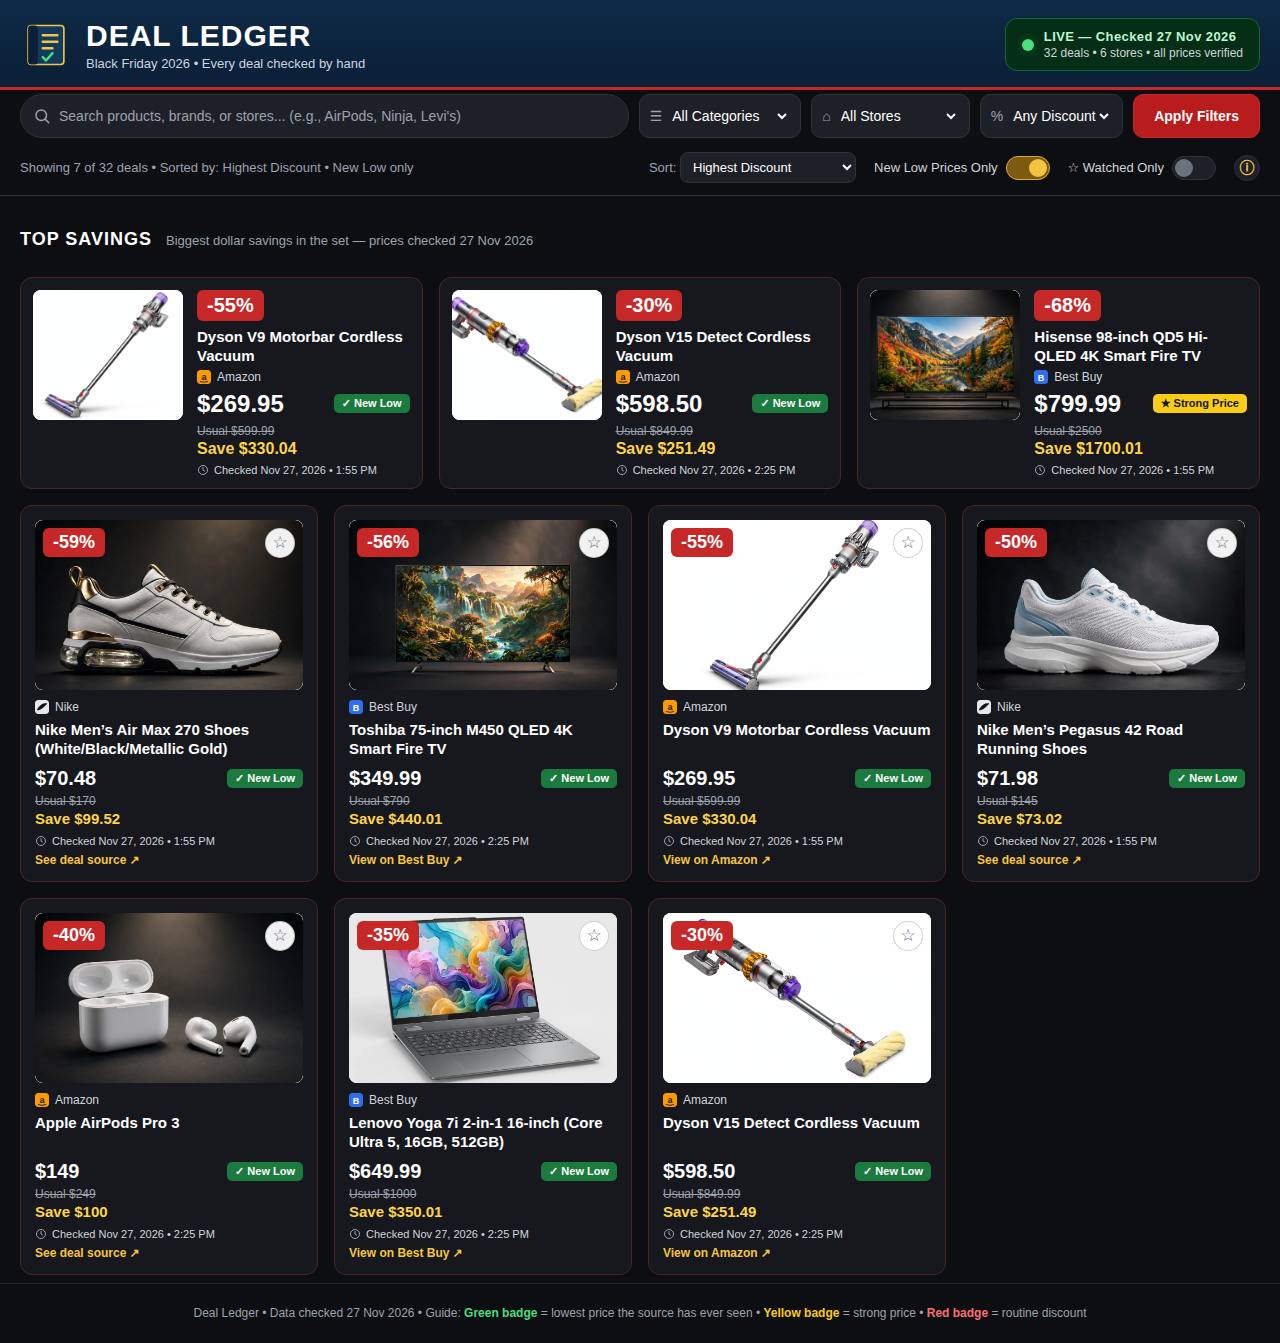 DEAL LEDGER
Black Friday 2026 • Every deal checked by hand
LIVE — Checked 27 Nov 2026
32 deals • 6 stores • all prices verified
Search products, brands, or stores... (e.g., AirPods, Ninja, Levi's)
☰ All Categories
⌂ All Stores
% Any Discount
Apply Filters
Showing 7 of 32 deals • Sorted by: Highest Discount • New Low only
Sort: Highest Discount
New Low Prices Only
☆ Watched Only
ⓘ
TOP SAVINGS
Biggest dollar savings in the set — prices checked 27 Nov 2026
-55%
Dyson V9 Motorbar Cordless
Vacuum
a Amazon
$269.95
✓ New Low
Usual $599.99
Save $330.04
Checked Nov 27, 2026 • 1:55 PM
-30%
Dyson V15 Detect Cordless
Vacuum
a Amazon
$598.50
✓ New Low
Usual $849.99
Save $251.49
Checked Nov 27, 2026 • 2:25 PM
-68%
Hisense 98-inch QD5 Hi-
QLED 4K Smart Fire TV
B Best Buy
$799.99
★ Strong Price
Usual $2500
Save $1700.01
Checked Nov 27, 2026 • 1:55 PM
-59%
☆
Nike
Nike Men’s Air Max 270 Shoes
(White/Black/Metallic Gold)
$70.48
✓ New Low
Usual $170
Save $99.52
Checked Nov 27, 2026 • 1:55 PM
See deal source ↗
-56%
☆
B Best Buy
Toshiba 75-inch M450 QLED 4K
Smart Fire TV
$349.99
✓ New Low
Usual $790
Save $440.01
Checked Nov 27, 2026 • 2:25 PM
View on Best Buy ↗
-55%
☆
a Amazon
Dyson V9 Motorbar Cordless Vacuum
$269.95
✓ New Low
Usual $599.99
Save $330.04
Checked Nov 27, 2026 • 1:55 PM
View on Amazon ↗
-50%
☆
Nike
Nike Men’s Pegasus 42 Road
Running Shoes
$71.98
✓ New Low
Usual $145
Save $73.02
Checked Nov 27, 2026 • 1:55 PM
See deal source ↗
-40%
☆
a Amazon
Apple AirPods Pro 3
$149
✓ New Low
Usual $249
Save $100
Checked Nov 27, 2026 • 2:25 PM
See deal source ↗
-35%
☆
B Best Buy
Lenovo Yoga 7i 2-in-1 16-inch (Core
Ultra 5, 16GB, 512GB)
$649.99
✓ New Low
Usual $1000
Save $350.01
Checked Nov 27, 2026 • 2:25 PM
View on Best Buy ↗
-30%
☆
a Amazon
Dyson V15 Detect Cordless Vacuum
$598.50
✓ New Low
Usual $849.99
Save $251.49
Checked Nov 27, 2026 • 2:25 PM
View on Amazon ↗
Deal Ledger • Data checked 27 Nov 2026 • Guide: Green badge = lowest price the source has ever seen • Yellow badge = strong price • Red badge = routine discount